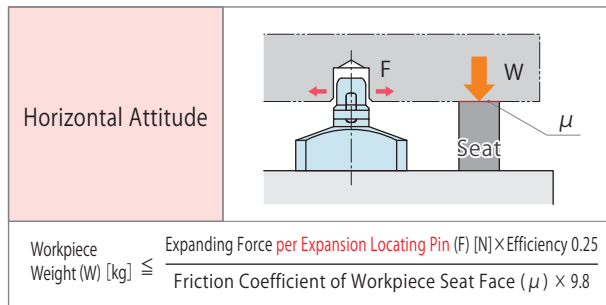 Horizontal Attitude
F
W
μ
Seat
Workpiece Weight (W) [kg] ≦ Expanding Force per Expansion Locating Pin (F) [N]×Efficiency 0.25
Friction Coefficient of Workpiece Seat Face (μ) × 9.8